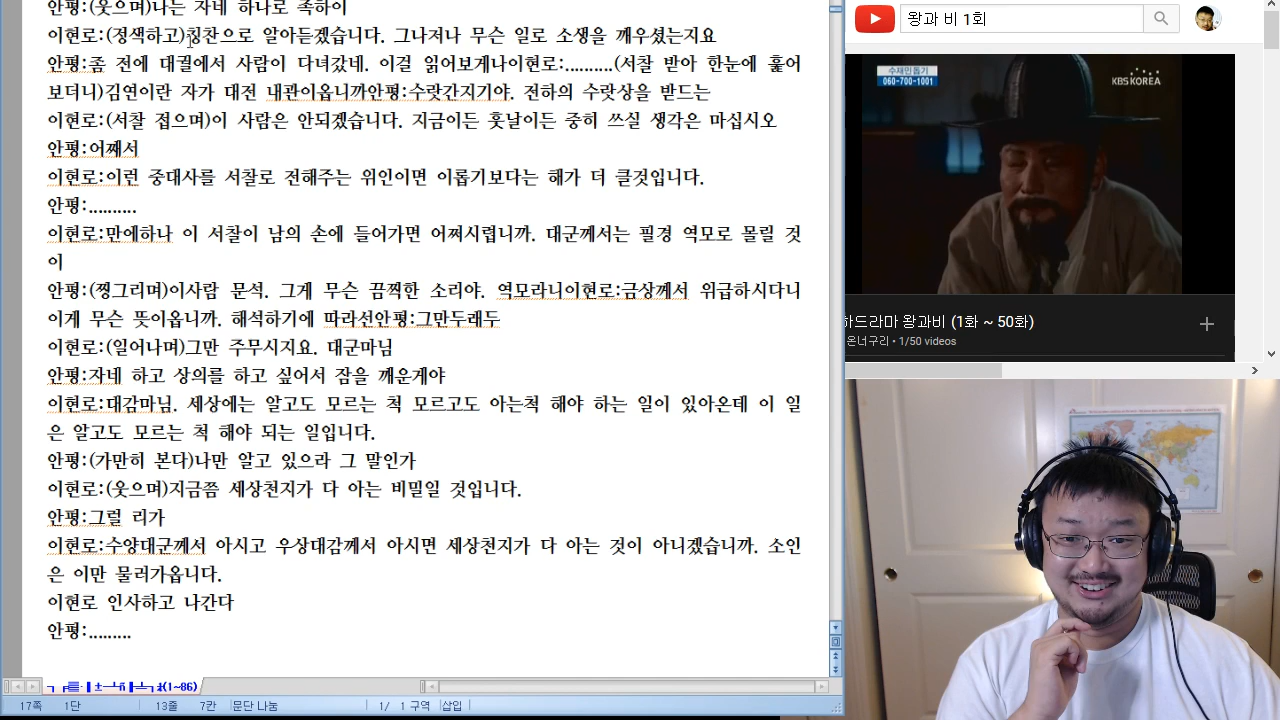 안평:(웃으며)나는 자네 하나로 족하이
이현로:(정색하고)칭찬으로 알아듣겠습니다. 그나저나 무슨 일로 소생을 깨우셨는지요
안평:좀 전에 대궐에서 사람이 다녀갔네. 이걸 읽어보게나이현로:..........(서찰 받아 한눈에 훑어
보더니)김연이란 자가 대전 내관이옵니까안평:수랏간지기야. 전하의 수랏상을 받드는
이현로:(서찰 접으며)이 사람은 안되겠습니다. 지금이든 훗날이든 중히 쓰실 생각은 마십시오
안평:어째서
이현로:이런 중대사를 서찰로 전해주는 위인이면 이롭기보다는 해가 더 클것입니다.
안평:..........
이현로:만에하나 이 서찰이 남의 손에 들어가면 어쩌시렵니까. 대군께서는 필경 역모로 몰릴 것
이
안평:(찡그리며)이사람 문석. 그게 무슨 끔찍한 소리야. 역모라니이현로:금상께서 위급하시다니
이게 무슨 뜻이옵니까. 해석하기에 따라선안평:그만두래두
이현로:(일어나며)그만 주무시지요. 대군마님
안평:자네 하고 상의를 하고 싶어서 잠을 깨운게야
이현로:대감마님. 세상에는 알고도 모르는 척 모르고도 아는척 해야 하는 일이 있아온데 이 일
은 알고도 모르는 척 해야 되는 일입니다.
안평:(가만히 본다)나만 알고 있으라 그 말인가
이현로:(웃으며)지금쯤 세상천지가 다 아는 비밀일 것입니다.
안평:그럴 리가
이현로:수양대군께서 아시고 우상대감께서 아시면 세상천지가 다 아는 것이 아니겠습니까. 소인
은 이만 물러가옵니다.
이현로 인사하고 나간다
안평:.........
(1~86)
17쪽 1단 13줄 7칸 문단 나눔 1/ 1 구역 삽입
왕과 비 1회
수재민돕기
060-700-1001
KBS KOREA
하드라마 왕과비 (1화 ~ 50화)
온너구리 • 1/50 videos